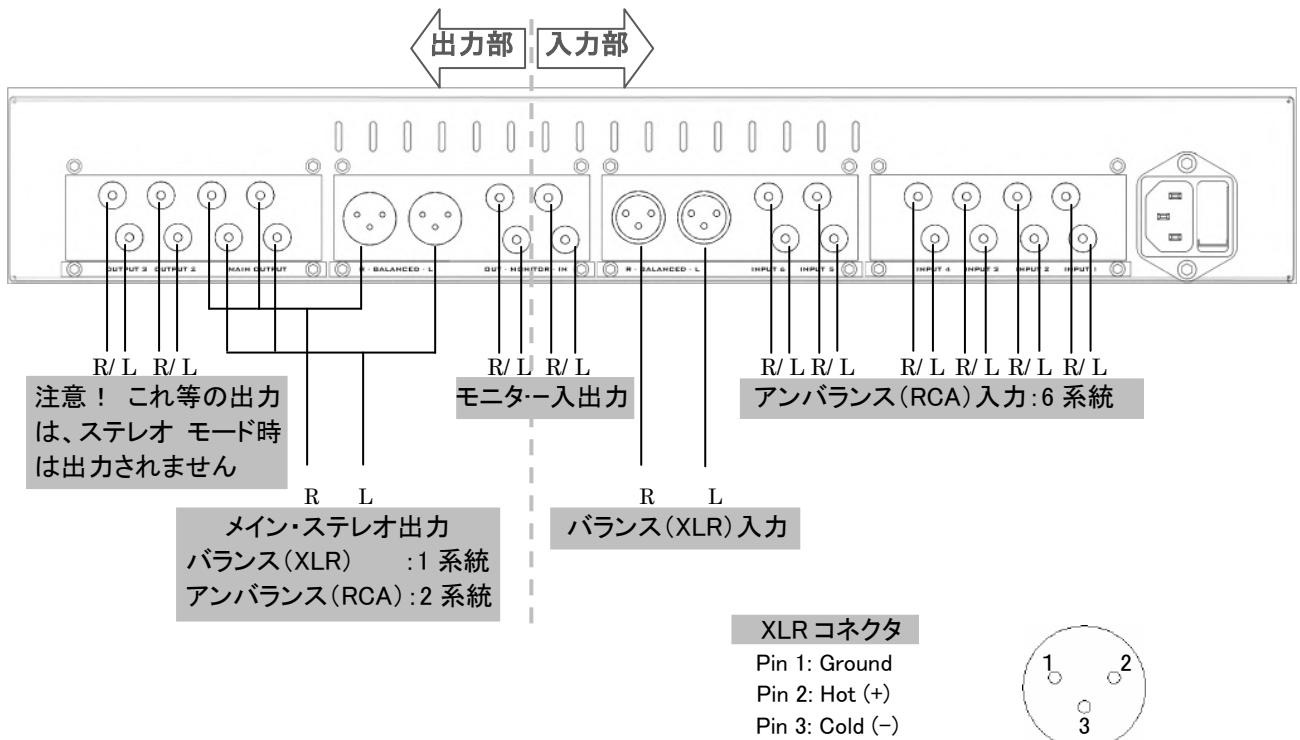 出力部 入力部
OUTPUT 3 OUTPUT 2 MAIN OUTPUT R - BALANCED - L OUT - MONITOR - IN R - BALANCED - L INPUT 6 INPUT 5 INPUT 4 INPUT 3 INPUT 2 INPUT 1
R/ L R/ L R/ L R/ L R/ L R/ L R/ L R/ L R/ L R/ L
注意! これ等の出力
は、ステレオ モード時
は出力されません
モニター入出力
アンバランス(RCA)入力:6 系統
R L
メイン・ステレオ出力
バランス(XLR) :1 系統
アンバランス(RCA):2 系統
R L
バランス(XLR)入力
XLR コネクタ
Pin 1: Ground
Pin 2: Hot (+)
Pin 3: Cold (-)
1 2
3